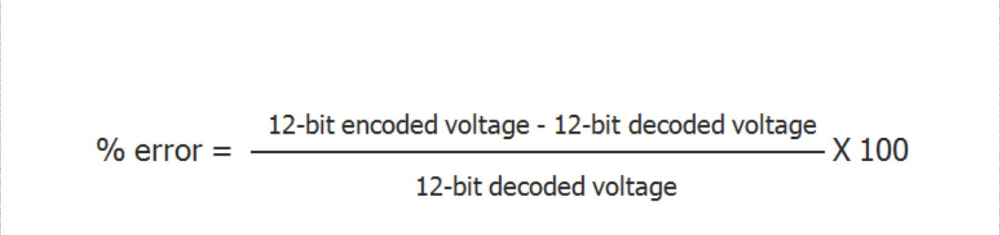 12-bit encoded voltage - 12-bit decoded voltage
% error = X 100
12-bit decoded voltage